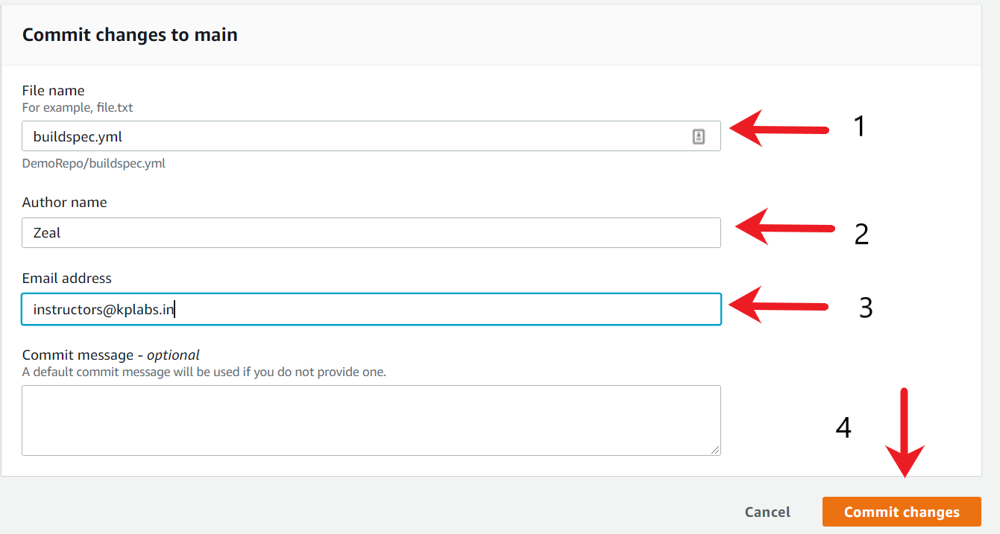 Commit changes to main
File name
For example, file.txt
buildspec.yml
1
DemoRepo/buildspec.yml
Author name
Zeal
2
Email address
instructors@kplabs.in
3
Commit message - optional
A default commit message will be used if you do not provide one.
4
Cancel
Commit changes